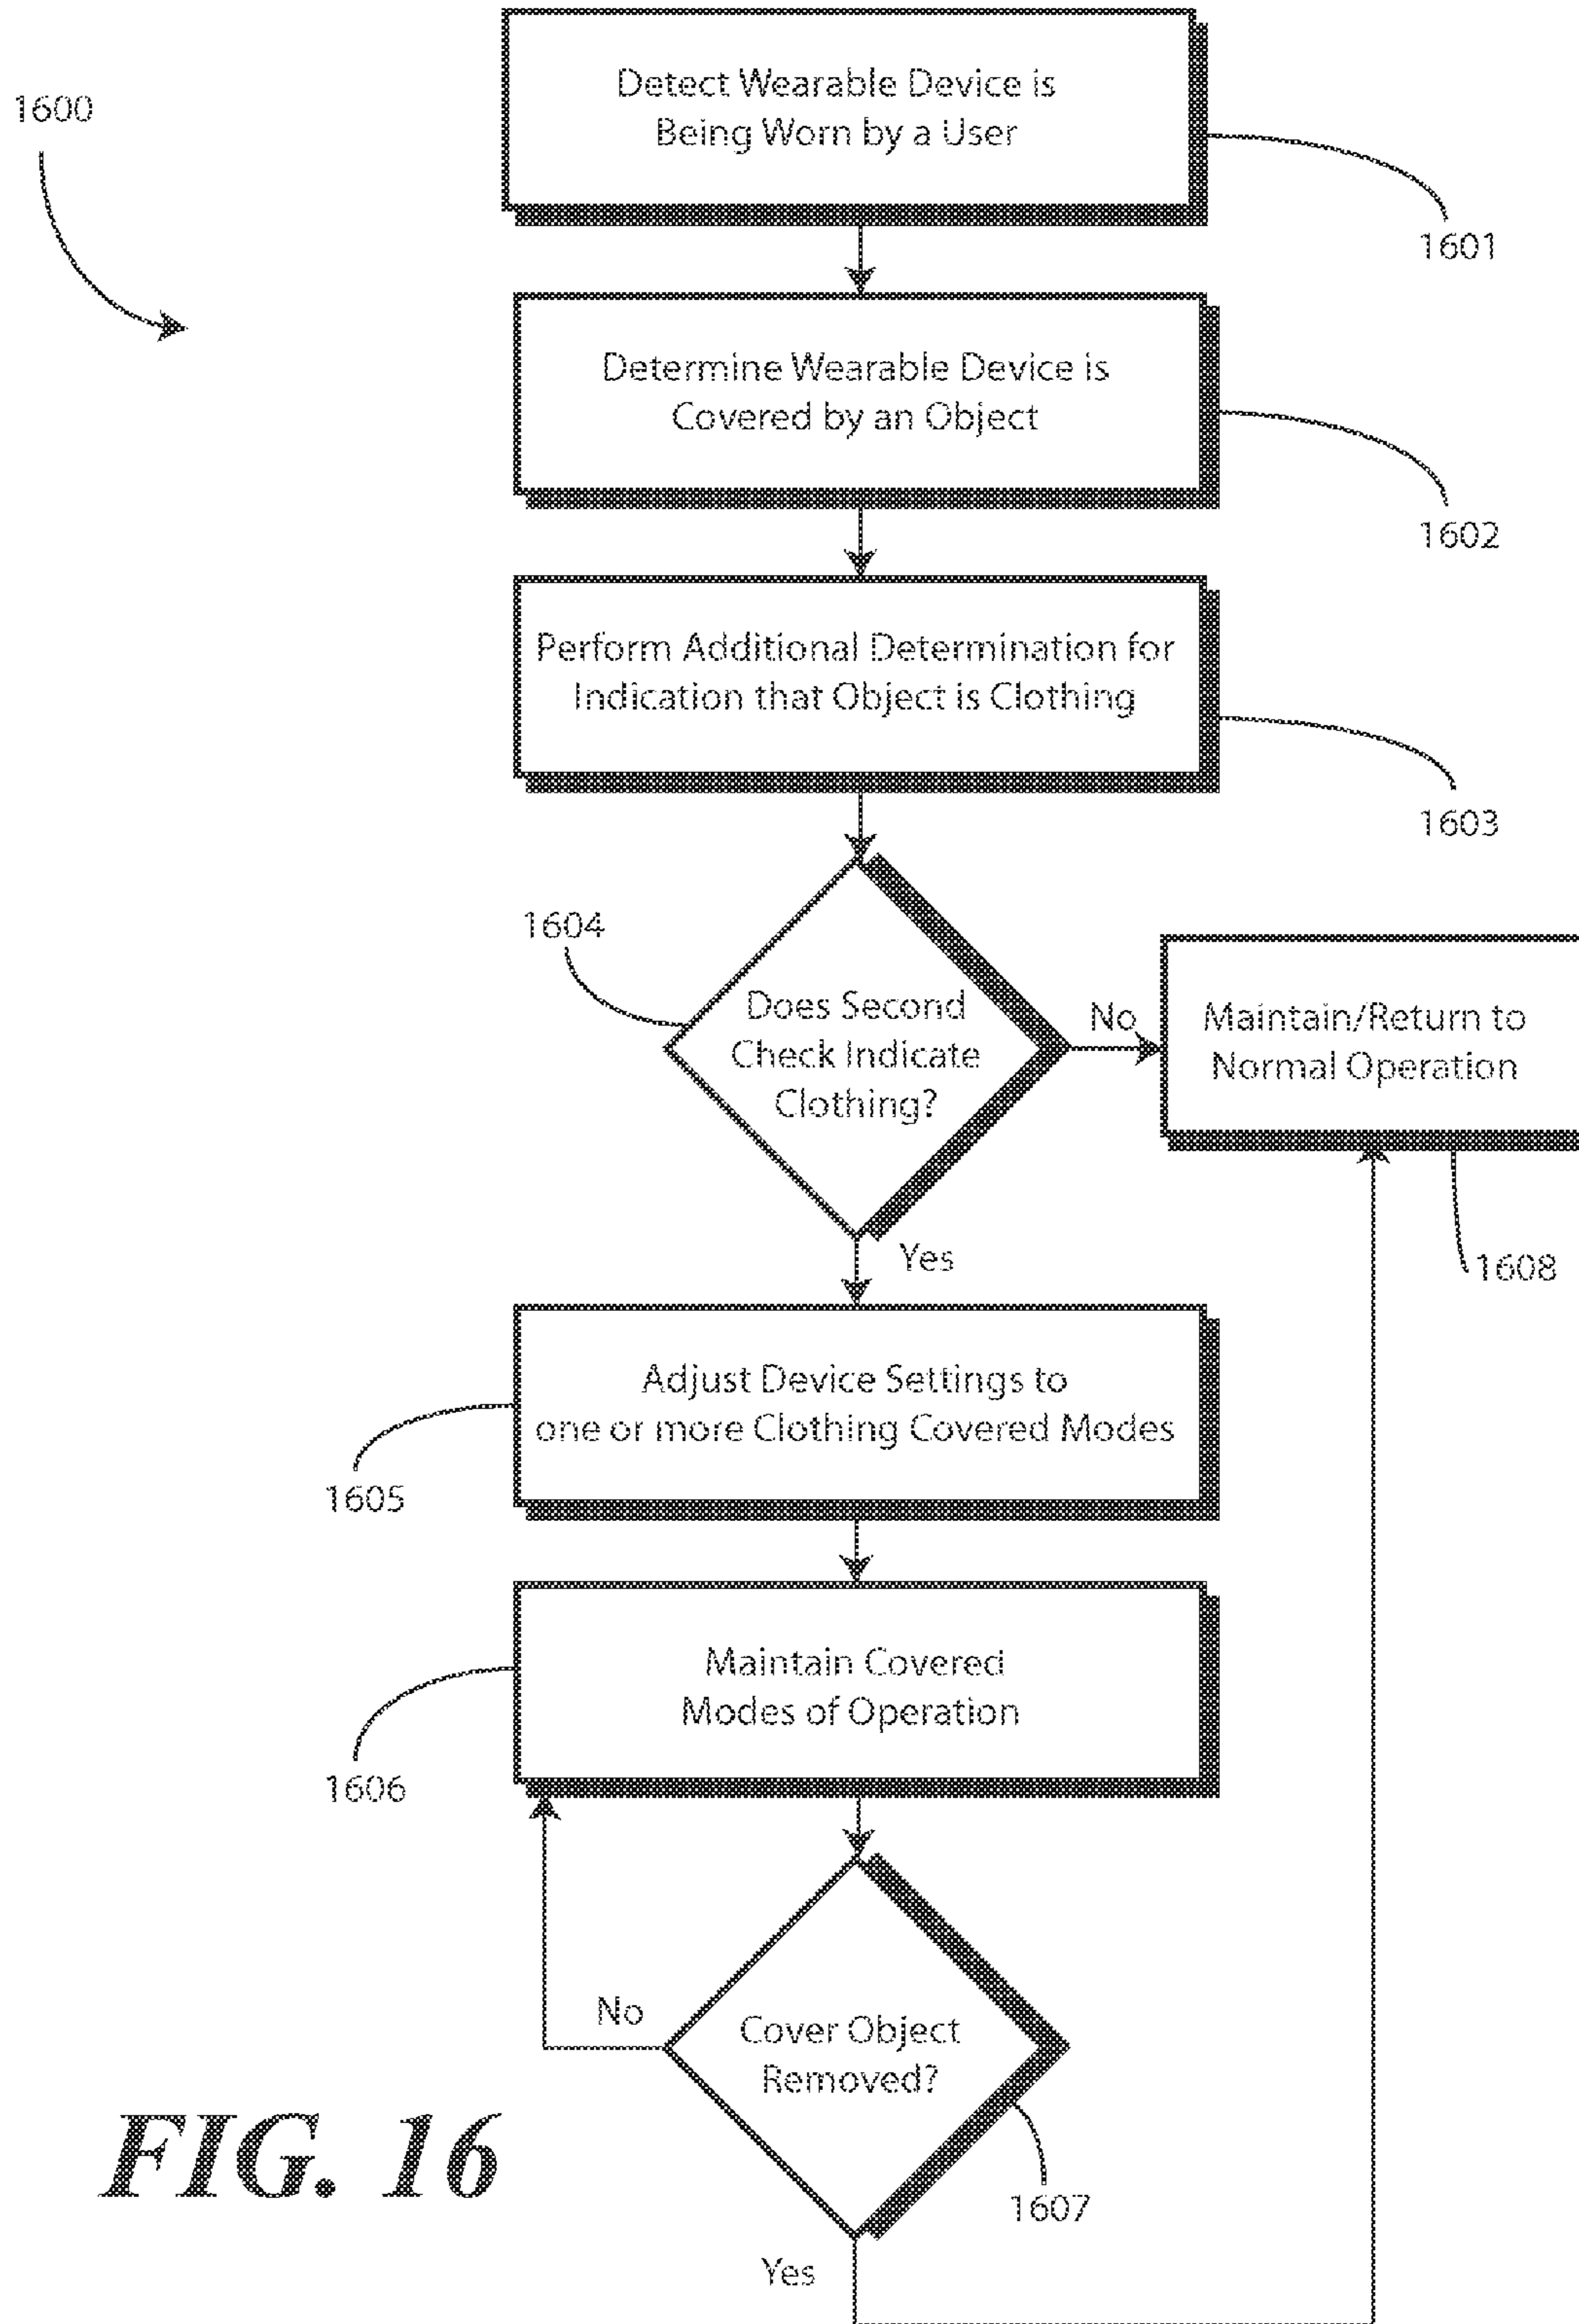 1600
Detect Wearable Device is
Being Worn by a User
1601
Determine Wearable Device is
Covered by an Object
1602
Perform Additional Determination for
Indication that Object is Clothing
1603
1604
Does Second
Check Indicate
Clothing?
No
Maintain/Return to
Normal Operation
1608
Yes
Adjust Device Settings to
one or more Clothing Covered Modes
1605
Maintain Covered
Modes of Operation
1606
No
Cover Object
Removed?
1607
Yes
FIG. 16